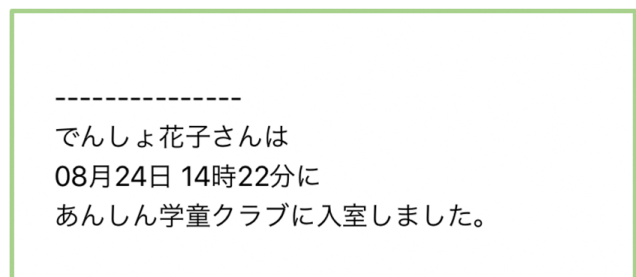 ---------------
でんしょ花子さんは
08月24日 14時22分に
あんしん学童クラブに入室しました。